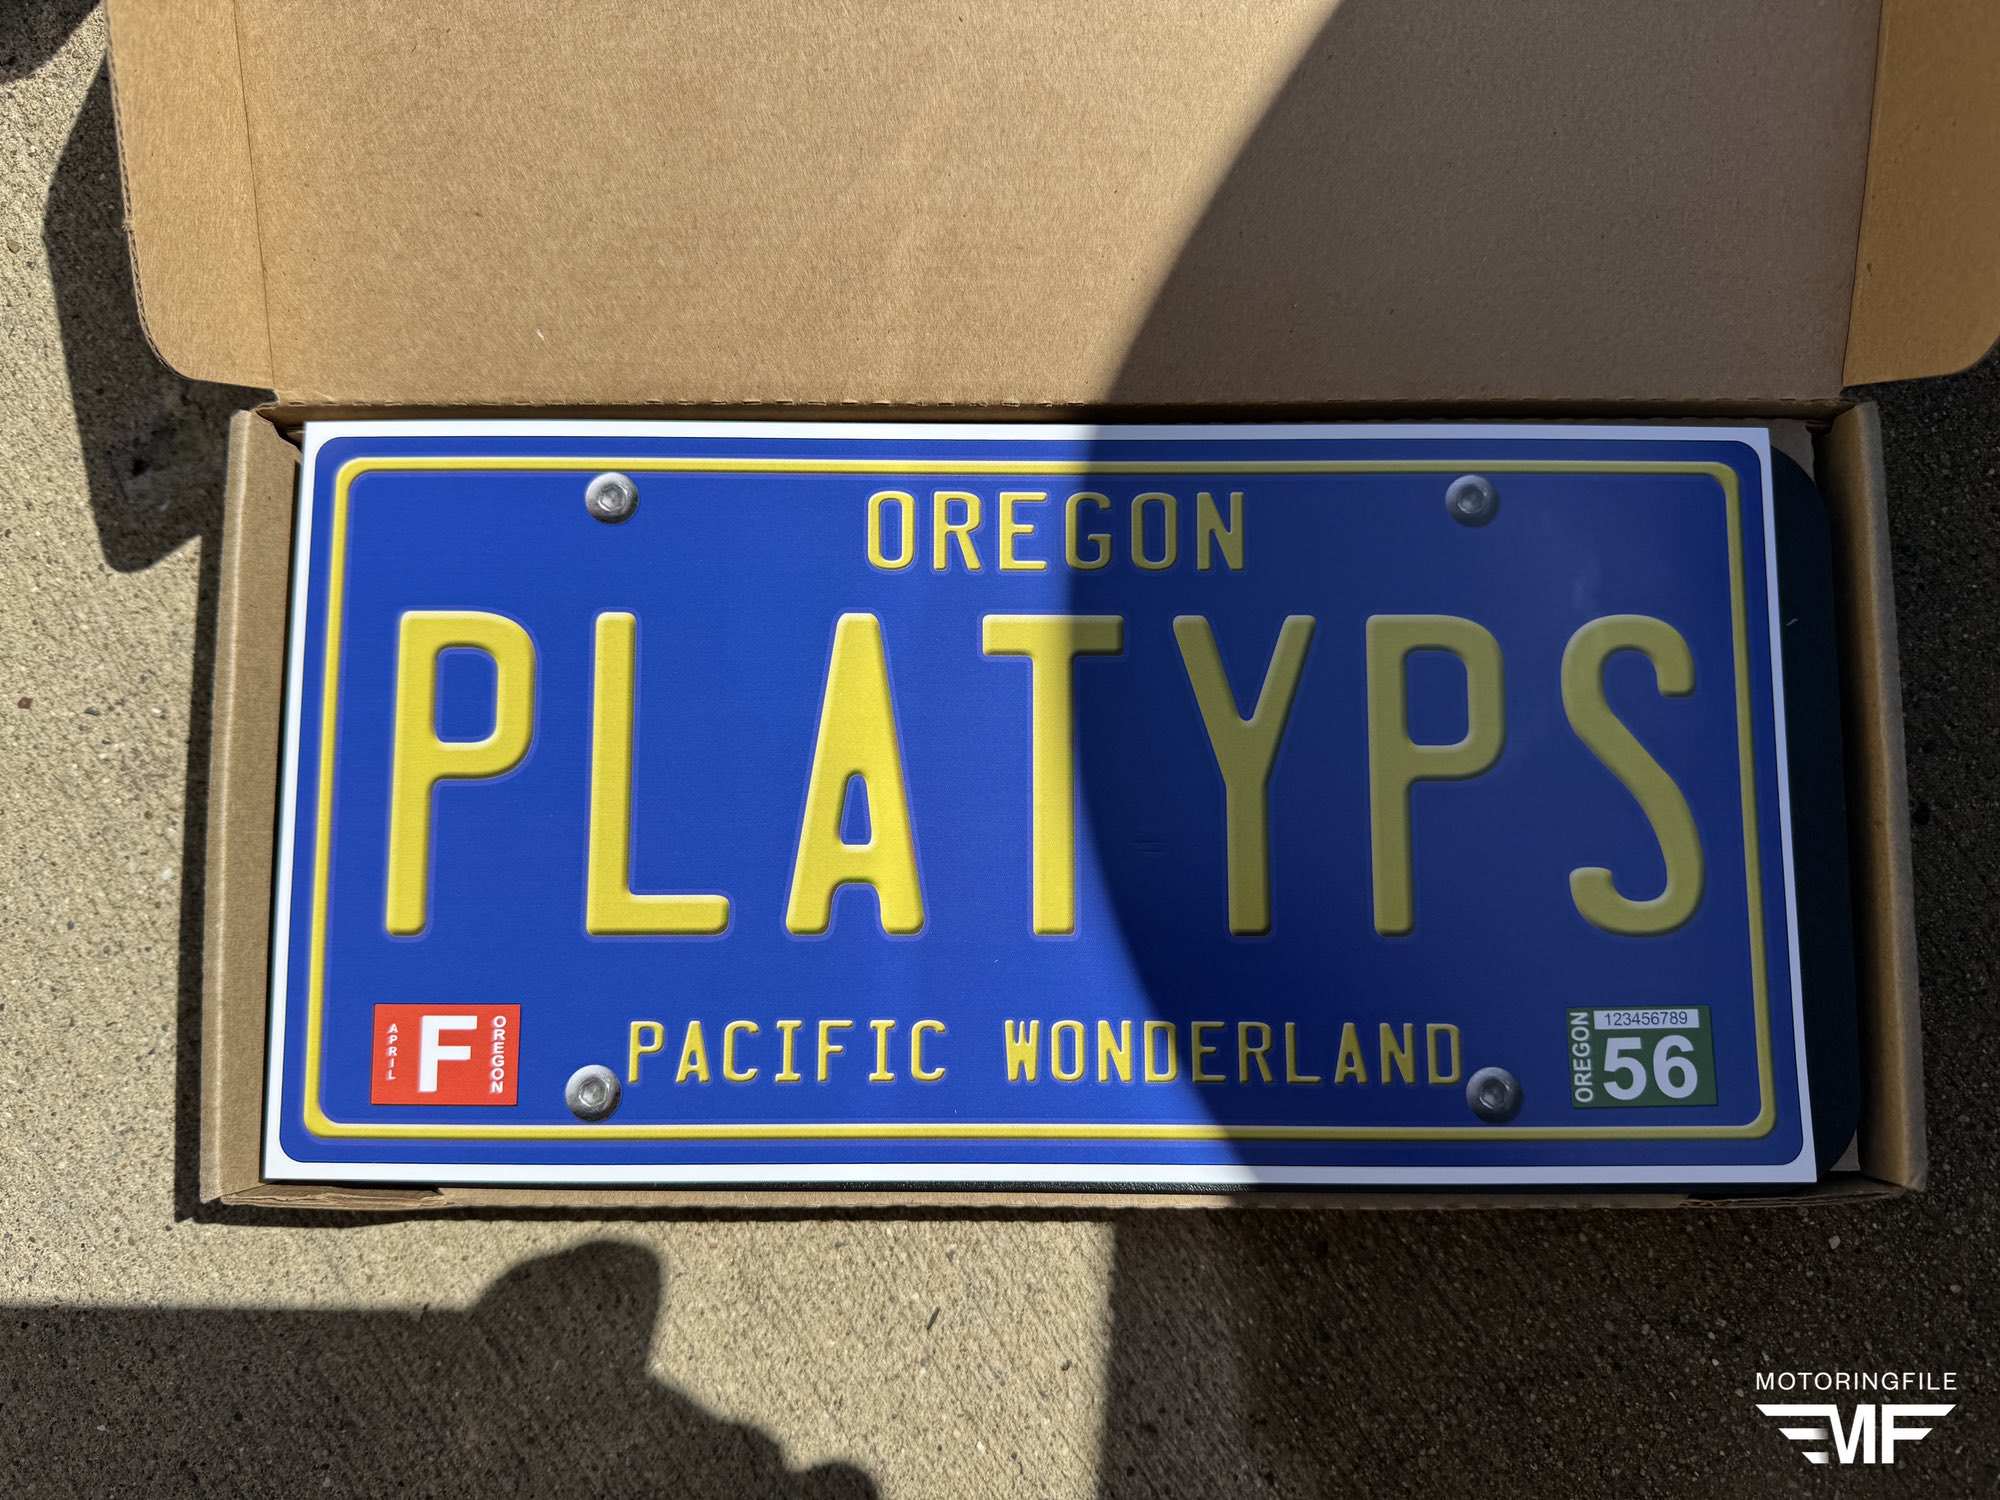 OREGON
PLATYPS
APRIL
F
OREGON
PACIFIC WONDERLAND
OREGON
123456789
56
MOTORINGFILE
MF